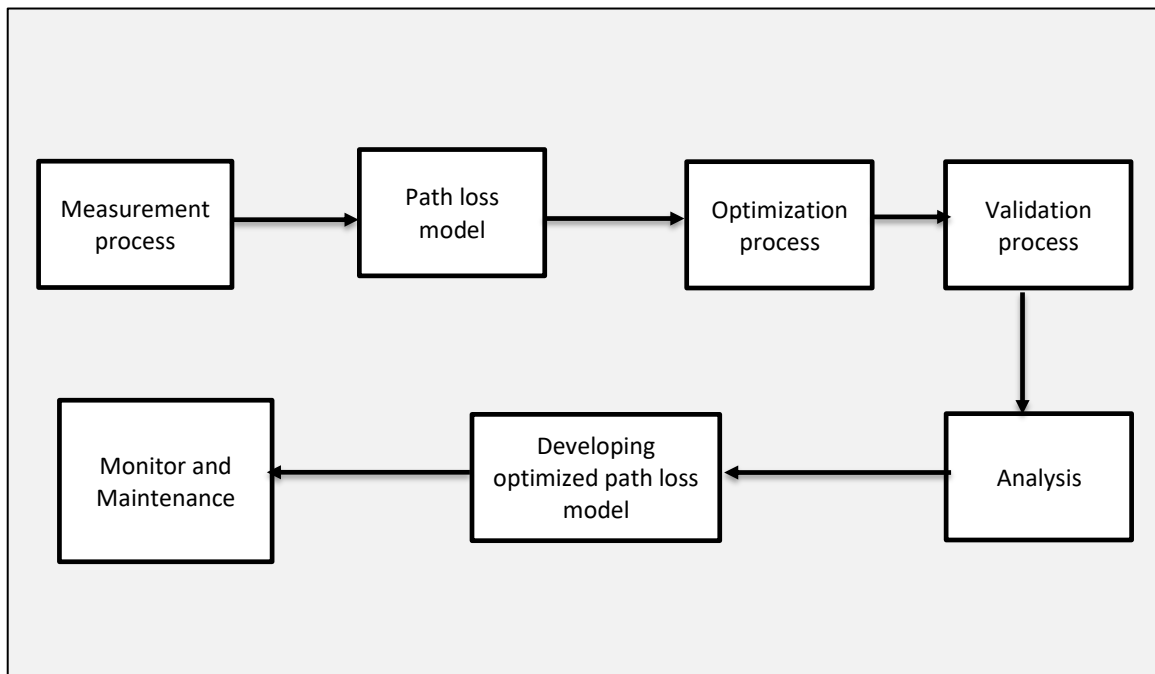 Measurement
process
Path loss
model
Optimization
process
Validation
process
Analysis
Developing
optimized path loss
model
Monitor and
Maintenance